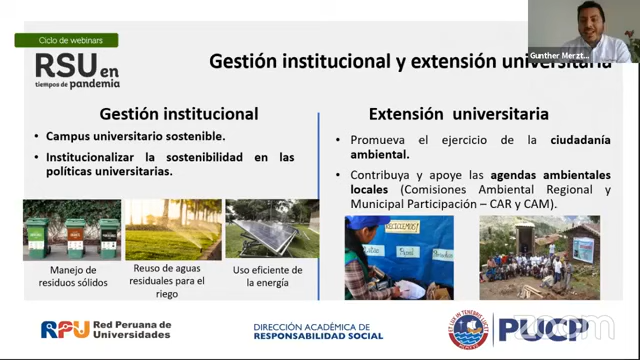 Ciclo de webinars
RSU en
tiempos de pandemia
Gestión institucional y extensión universitaria
Gunther Merzt...
Gestión institucional
• Campus universitario sostenible.
• Institucionalizar la sostenibilidad en las
políticas universitarias.
Manejo de
residuos sólidos
Reuso de aguas
residuales para el
riego
Uso eficiente de
la energía
Extensión universitaria
• Promueva el ejercicio de la ciudadanía
ambiental.
• Contribuya y apoye las agendas ambientales
locales (Comisiones Ambiental Regional y
Municipal Participación – CAR y CAM).
RPU Red Peruana de
Universidades
DIRECCIÓN ACADÉMICA DE
RESPONSABILIDAD SOCIAL
PUCP
zoom